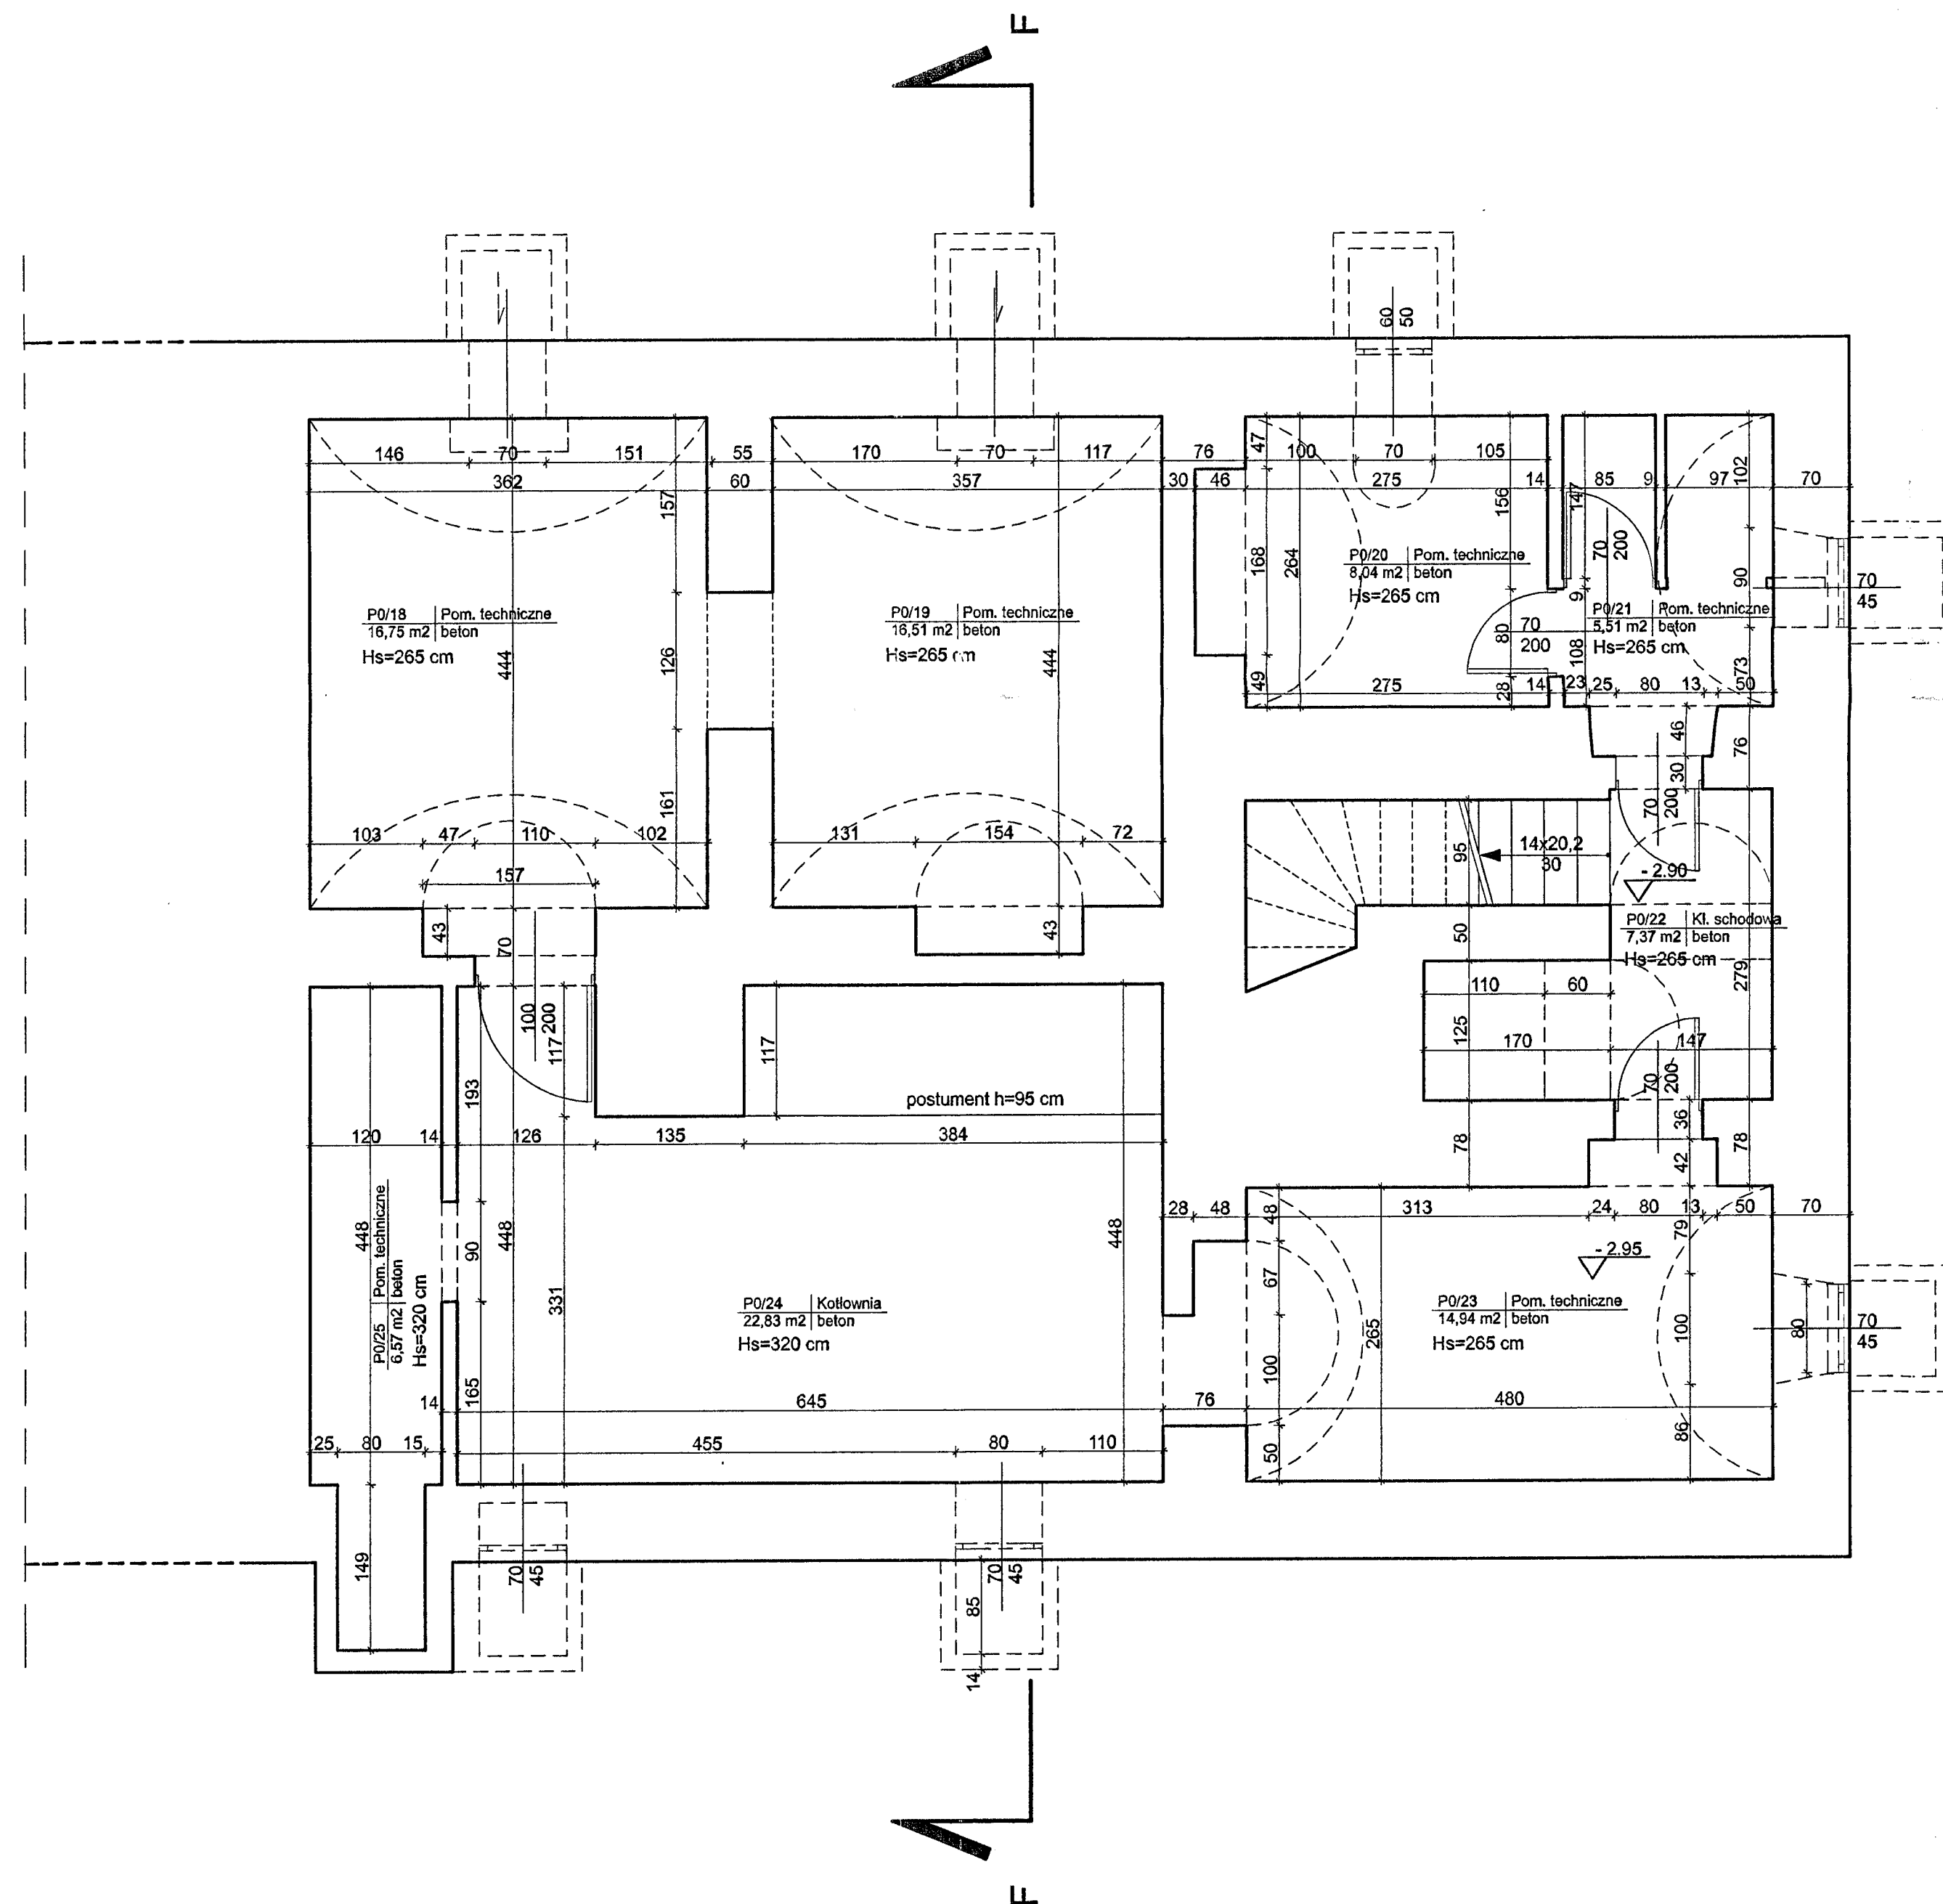 F
60
50
146 70 151 55 170 70 117 76 100 70 105
47
362 60 357 30 46 275 14 85 9 97 70
157
156
147
102
70
200
168
264
90
70
45
P0/18 Pom. techniczne
16,75 m2 beton
Hs=265 cm
P0/19 Pom. techniczne
16,51 m2 beton
Hs=265 cm
P0/20 Pom. techniczne
8,04 m2 beton
Hs=265 cm
P0/21 Pom. techniczne
5,51 m2 beton
Hs=265 cm
9
80
70
200
108
444
126
444
49
275
28
14 23 25 80 13 50
73
46
76
30
70
200
161
103 47 110 102
131 154 72
157
95
14x20,2
30
- 2.90
P0/22 Kl. schodowa
7,37 m2 beton
Hs=265 cm
43
70
43
50
279
110 60
125
170 147
70
200
100
200
117
117
193
postument h=95 cm
36
120 14 126 135 384
78
42
78
28 48
48
313 24 80 13 50 70
79
448
P0/25 Pom. techniczne
6,57 m2 beton
Hs=320 cm
90
448
331
448
67
- 2.95
P0/24 Kotłownia
22,83 m2 beton
Hs=320 cm
P0/23 Pom. techniczne
14,94 m2 beton
Hs=265 cm
265
100
80
70
45
100
165
14 645 76 480
86
25 80 15 455 80 110
50
149
70
45
70
45
85
14
F